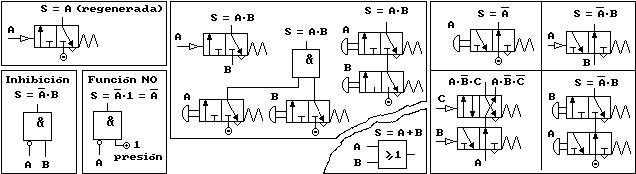 S = A (regenerada)
A
Inhibición
S = A̅·B
&
A B
Función NO
S = A̅·1 = A̅
&
1
A presión
S = A·B
A
B
S = A·B
&
A
B
S = A·B
A
B
S = A+B
A
B
≥1
S = A̅
A
S = A̅·B
A
B
A·B̅·C A·B̅·C̅
C
B
A
S = A̅·B
B
A